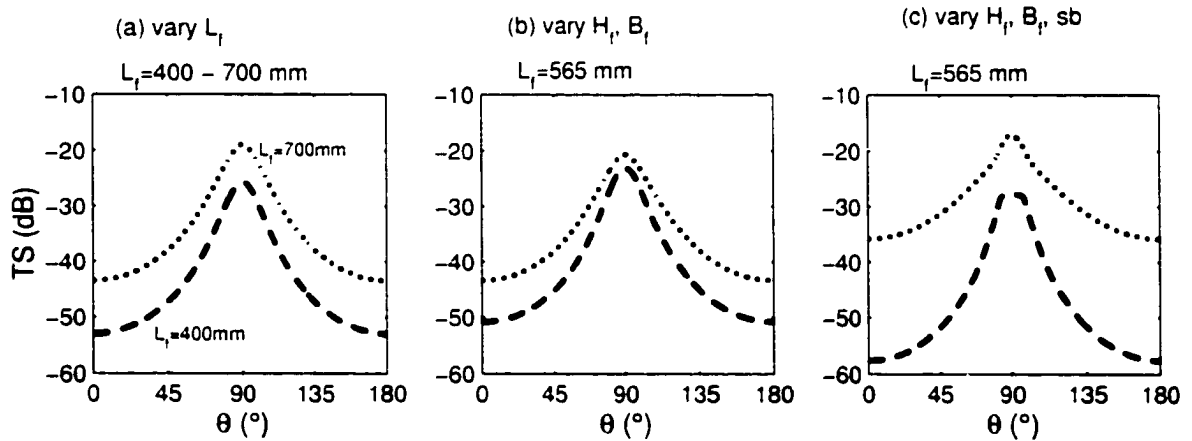 (a) vary L_f
L_f=400 – 700 mm
TS (dB)
-10
-20
-30
-40
-50
-60
L_f=700mm
L_f=400mm
0 45 90 135 180
θ (°)
(b) vary H_f, B_f
L_f=565 mm
-10
-20
-30
-40
-50
-60
0 45 90 135 180
θ (°)
(c) vary H_f, B_f, sb
L_f=565 mm
-10
-20
-30
-40
-50
-60
0 45 90 135 180
θ (°)